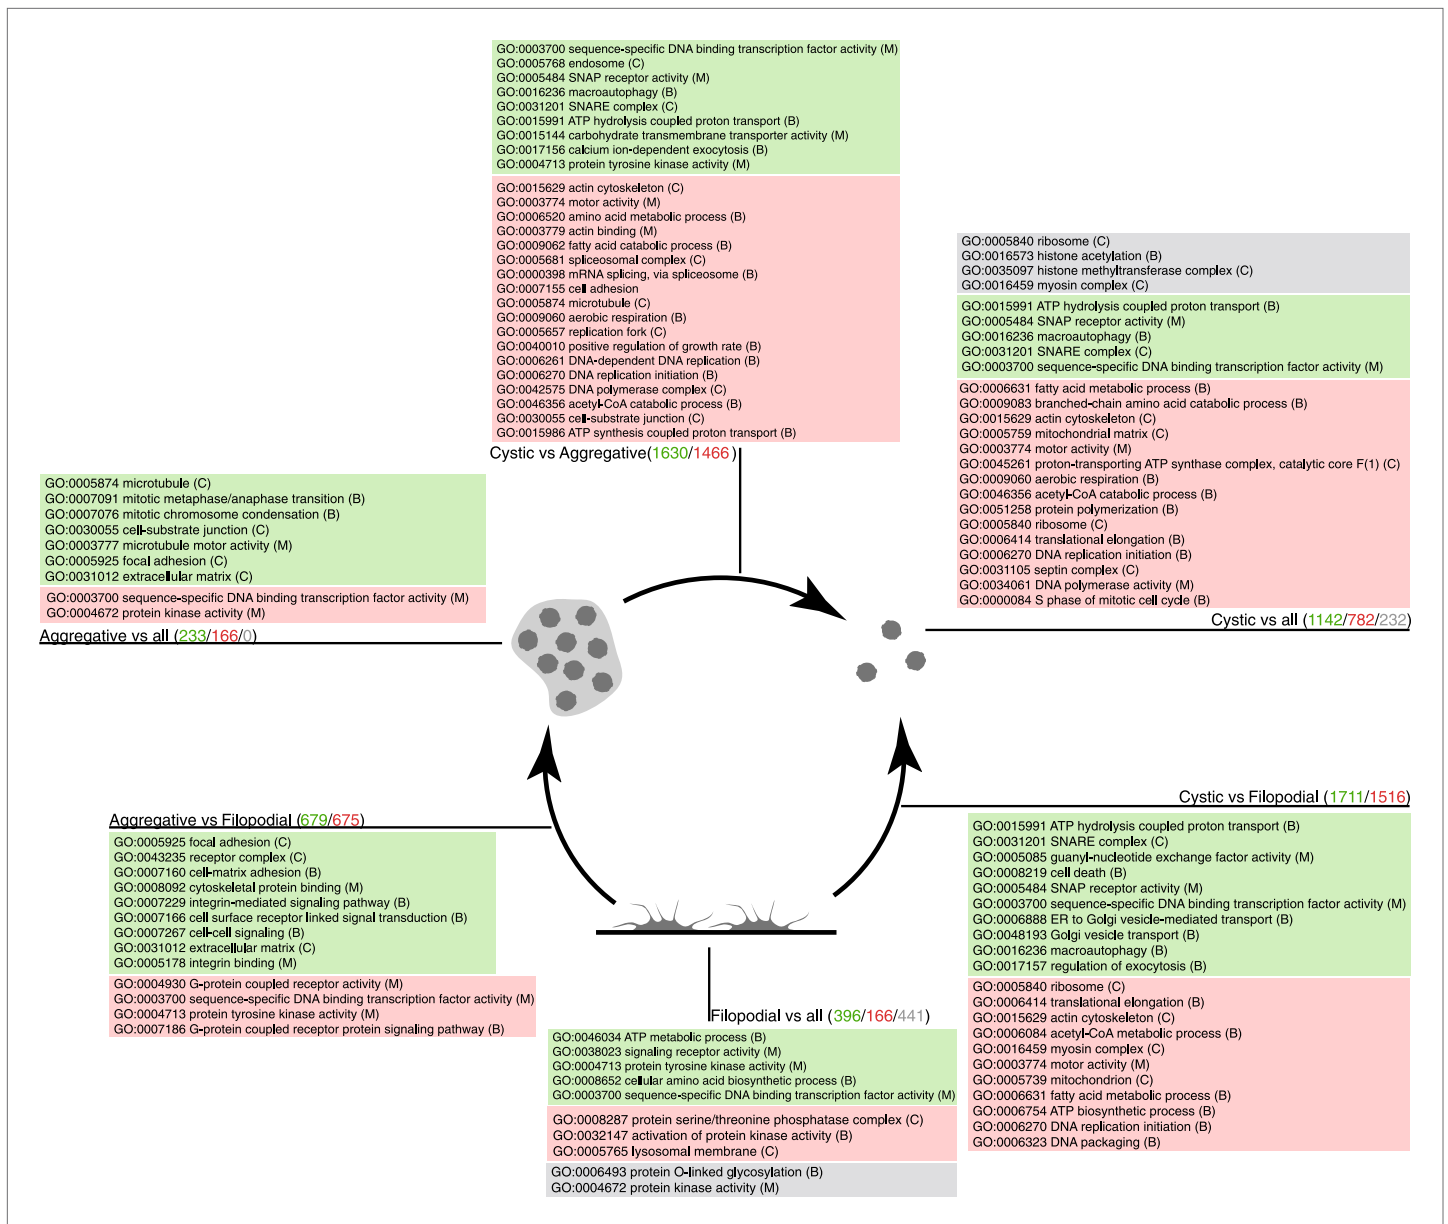 GO:0003700 sequence-specific DNA binding transcription factor activity (M)
GO:0005768 endosome (C)
GO:0005484 SNAP receptor activity (M)
GO:0016236 macroautophagy (B)
GO:0031201 SNARE complex (C)
GO:0015991 ATP hydrolysis coupled proton transport (B)
GO:0015144 carbohydrate transmembrane transporter activity (M)
GO:0017156 calcium ion-dependent exocytosis (B)
GO:0004713 protein tyrosine kinase activity (M)
GO:0015629 actin cytoskeleton (C)
GO:0003774 motor activity (M)
GO:0006520 amino acid metabolic process (B)
GO:0003779 actin binding (M)
GO:0009062 fatty acid catabolic process (B)
GO:0005681 spliceosomal complex (C)
GO:0000398 mRNA splicing, via spliceosome (B)
GO:0007155 cell adhesion
GO:0005874 microtubule (C)
GO:0009060 aerobic respiration (B)
GO:0005657 replication fork (C)
GO:0040010 positive regulation of growth rate (B)
GO:0006261 DNA-dependent DNA replication (B)
GO:0006270 DNA replication initiation (B)
GO:0042575 DNA polymerase complex (C)
GO:0046356 acetyl-CoA catabolic process (B)
GO:0030055 cell-substrate junction (C)
GO:0015986 ATP synthesis coupled proton transport (B)
Cystic vs Aggregative(1630/1466)
GO:0005840 ribosome (C)
GO:0016573 histone acetylation (B)
GO:0035097 histone methyltransferase complex (C)
GO:0016459 myosin complex (C)
GO:0015991 ATP hydrolysis coupled proton transport (B)
GO:0005484 SNAP receptor activity (M)
GO:0016236 macroautophagy (B)
GO:0031201 SNARE complex (C)
GO:0003700 sequence-specific DNA binding transcription factor activity (M)
GO:0006631 fatty acid metabolic process (B)
GO:0009083 branched-chain amino acid catabolic process (B)
GO:0015629 actin cytoskeleton (C)
GO:0005759 mitochondrial matrix (C)
GO:0003774 motor activity (M)
GO:0045261 proton-transporting ATP synthase complex, catalytic core F(1) (C)
GO:0009060 aerobic respiration (B)
GO:0046356 acetyl-CoA catabolic process (B)
GO:0051258 protein polymerization (B)
GO:0005840 ribosome (C)
GO:0006414 translational elongation (B)
GO:0006270 DNA replication initiation (B)
GO:0031105 septin complex (C)
GO:0034061 DNA polymerase activity (M)
GO:0000084 S phase of mitotic cell cycle (B)
Cystic vs all (1142/782/232)
GO:0005874 microtubule (C)
GO:0007091 mitotic metaphase/anaphase transition (B)
GO:0007076 mitotic chromosome condensation (B)
GO:0030055 cell-substrate junction (C)
GO:0003777 microtubule motor activity (M)
GO:0005925 focal adhesion (C)
GO:0031012 extracellular matrix (C)
GO:0003700 sequence-specific DNA binding transcription factor activity (M)
GO:0004672 protein kinase activity (M)
Aggregative vs all (233/166/0)
Aggregative vs Filopodial (679/675)
GO:0005925 focal adhesion (C)
GO:0043235 receptor complex (C)
GO:0007160 cell-matrix adhesion (B)
GO:0008092 cytoskeletal protein binding (M)
GO:0007229 integrin-mediated signaling pathway (B)
GO:0007166 cell surface receptor linked signal transduction (B)
GO:0007267 cell-cell signaling (B)
GO:0031012 extracellular matrix (C)
GO:0005178 integrin binding (M)
GO:0004930 G-protein coupled receptor activity (M)
GO:0003700 sequence-specific DNA binding transcription factor activity (M)
GO:0004713 protein tyrosine kinase activity (M)
GO:0007186 G-protein coupled receptor protein signaling pathway (B)
Cystic vs Filopodial (1711/1516)
GO:0015991 ATP hydrolysis coupled proton transport (B)
GO:0031201 SNARE complex (C)
GO:0005085 guanyl-nucleotide exchange factor activity (M)
GO:0008219 cell death (B)
GO:0005484 SNAP receptor activity (M)
GO:0003700 sequence-specific DNA binding transcription factor activity (M)
GO:0006888 ER to Golgi vesicle-mediated transport (B)
GO:0048193 Golgi vesicle transport (B)
GO:0016236 macroautophagy (B)
GO:0017157 regulation of exocytosis (B)
GO:0005840 ribosome (C)
GO:0006414 translational elongation (B)
GO:0015629 actin cytoskeleton (C)
GO:0006084 acetyl-CoA metabolic process (B)
GO:0016459 myosin complex (C)
GO:0003774 motor activity (M)
GO:0005739 mitochondrion (C)
GO:0006631 fatty acid metabolic process (B)
GO:0006754 ATP biosynthetic process (B)
GO:0006270 DNA replication initiation (B)
GO:0006323 DNA packaging (B)
Filopodial vs all (396/166/441)
GO:0046034 ATP metabolic process (B)
GO:0038023 signaling receptor activity (M)
GO:0004713 protein tyrosine kinase activity (M)
GO:0008652 cellular amino acid biosynthetic process (B)
GO:0003700 sequence-specific DNA binding transcription factor activity (M)
GO:0008287 protein serine/threonine phosphatase complex (C)
GO:0032147 activation of protein kinase activity (B)
GO:0005765 lysosomal membrane (C)
GO:0006493 protein O-linked glycosylation (B)
GO:0004672 protein kinase activity (M)